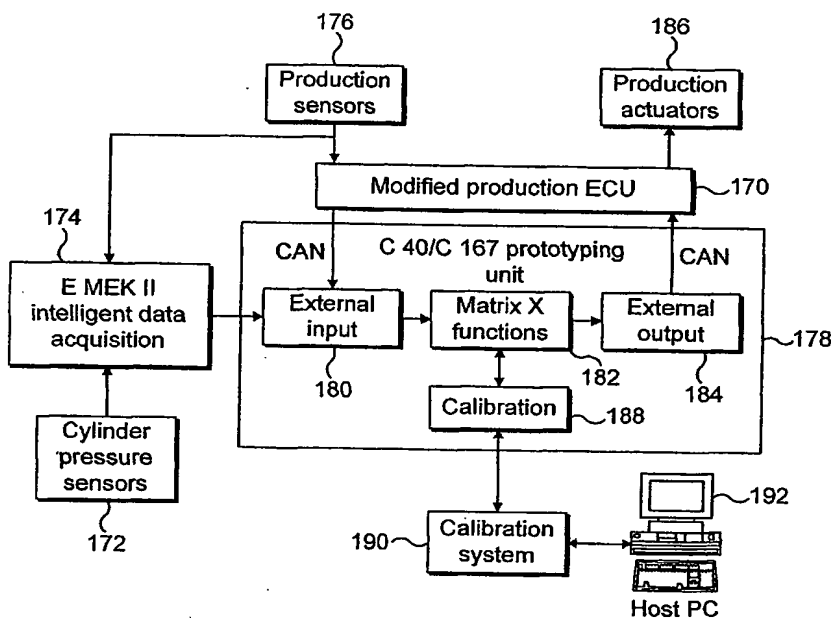 176
Production
sensors
186
Production
actuators
Modified production ECU
170
174
E MEK II
intelligent data
acquisition
CAN
C 40/C 167 prototyping
unit
CAN
External
input
180
Matrix X
functions
182
External
output
184
178
Calibration
188
Cylinder
pressure
sensors
172
190
Calibration
system
192
Host PC